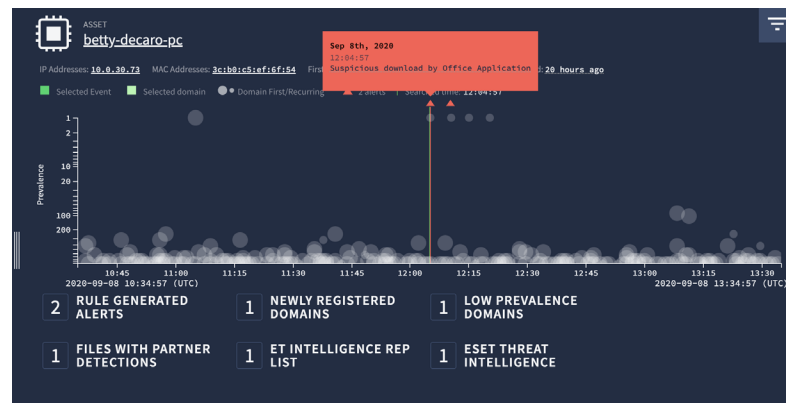 ASSET
betty-decaro-pc
Sep 8th, 2020
12:04:57
Suspicious download by Office Application
IP Addresses: 10.0.30.73 MAC Addresses: 3c:b0:c5:ef:6f:54 Firs d: 20 hours ago
Selected Event Selected domain Domain First/Recurring 2 alerts | Searched time: 12:04:57
Prevalence
1
2
10
20
100
200
10:45 11:00 11:15 11:30 11:45 12:00 12:15 12:30 12:45 13:00 13:15 13:30
2020-09-08 10:34:57 (UTC) 2020-09-08 13:34:57 (UTC)
2 RULE GENERATED ALERTS
1 NEWLY REGISTERED DOMAINS
1 LOW PREVALENCE DOMAINS
1 FILES WITH PARTNER DETECTIONS
1 ET INTELLIGENCE REP LIST
1 ESET THREAT INTELLIGENCE